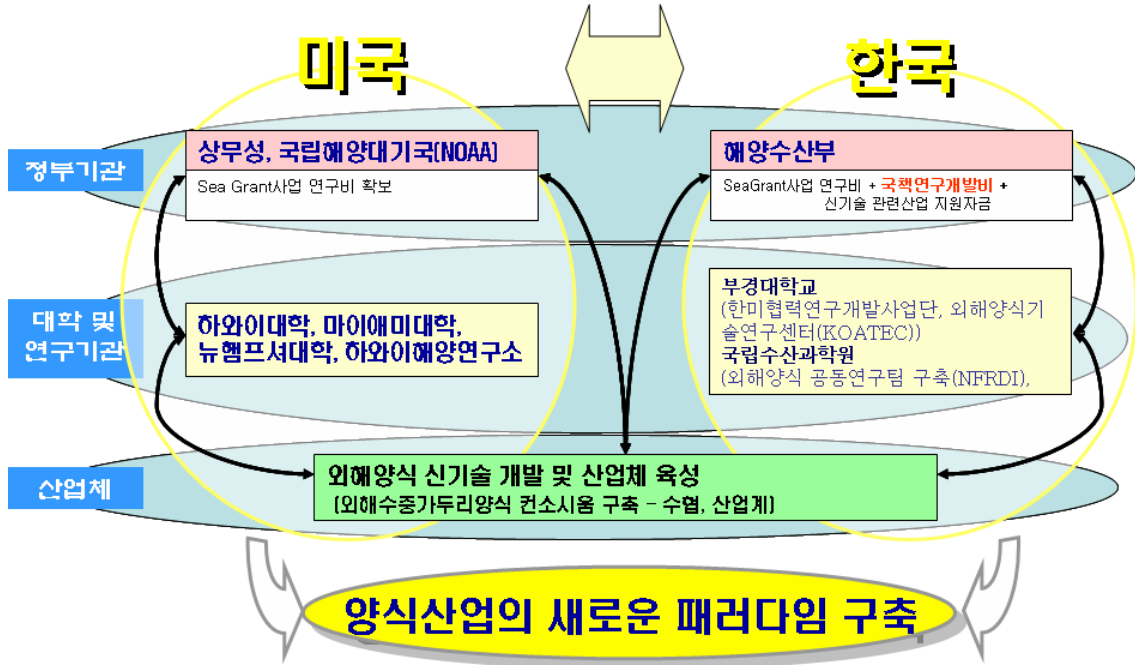 미국
한국
정부기관
상무성, 국립해양대기국(NOAA)
Sea Grant사업 연구비 확보
해양수산부
SeaGrant사업 연구비 + 국책연구개발비 +
신기술 관련산업 지원자금
대학 및
연구기관
하와이대학, 마이애미대학,
뉴햄프셔대학, 하와이해양연구소
부경대학교
(한미협력연구개발사업단, 외해양식기
술연구센터(KOATEC))
국립수산과학원
(외해양식 공동연구팀 구축(NFRDI),
산업체
외해양식 신기술 개발 및 산업체 육성
(외해수중가두리양식 컨소시움 구축 - 수협, 산업계)
양식산업의 새로운 패러다임 구축